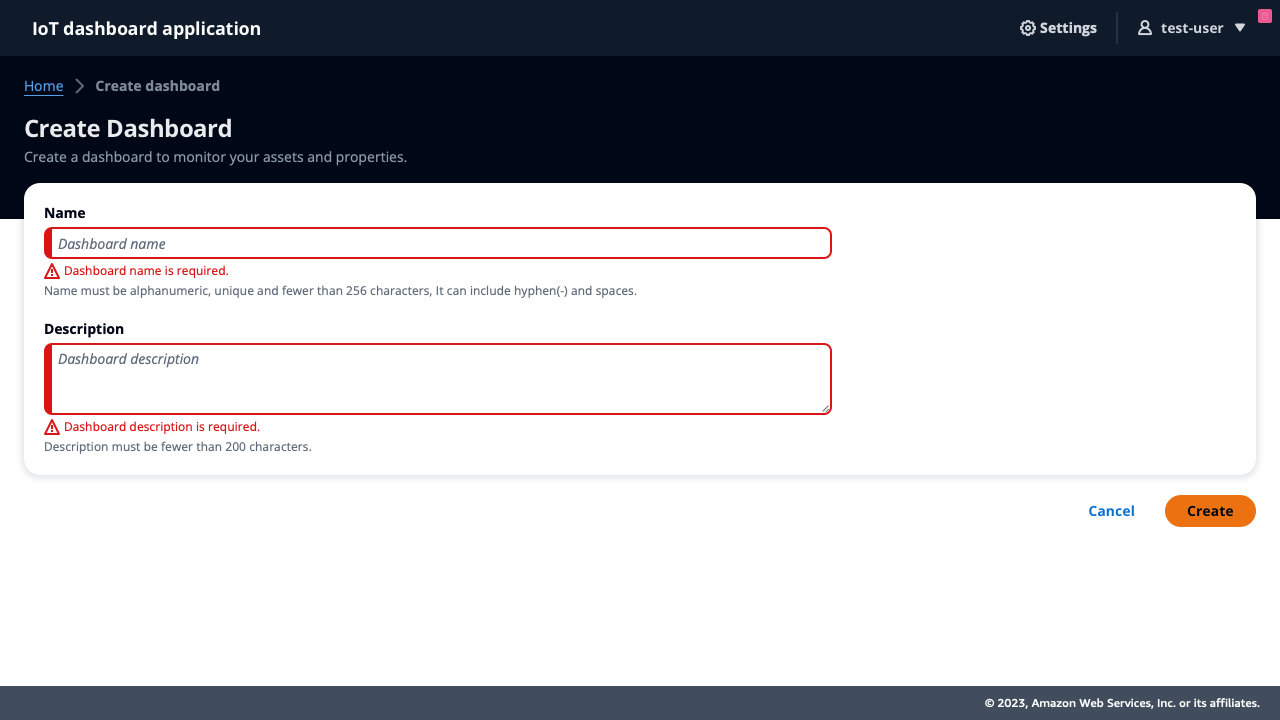 IoT dashboard application
Settings
test-user
Home
Create dashboard
Create Dashboard
Create a dashboard to monitor your assets and properties.
Name
Dashboard name
Dashboard name is required.
Name must be alphanumeric, unique and fewer than 256 characters, It can include hyphen(-) and spaces.
Description
Dashboard description
Dashboard description is required.
Description must be fewer than 200 characters.
Cancel
Create
© 2023, Amazon Web Services, Inc. or its affiliates.